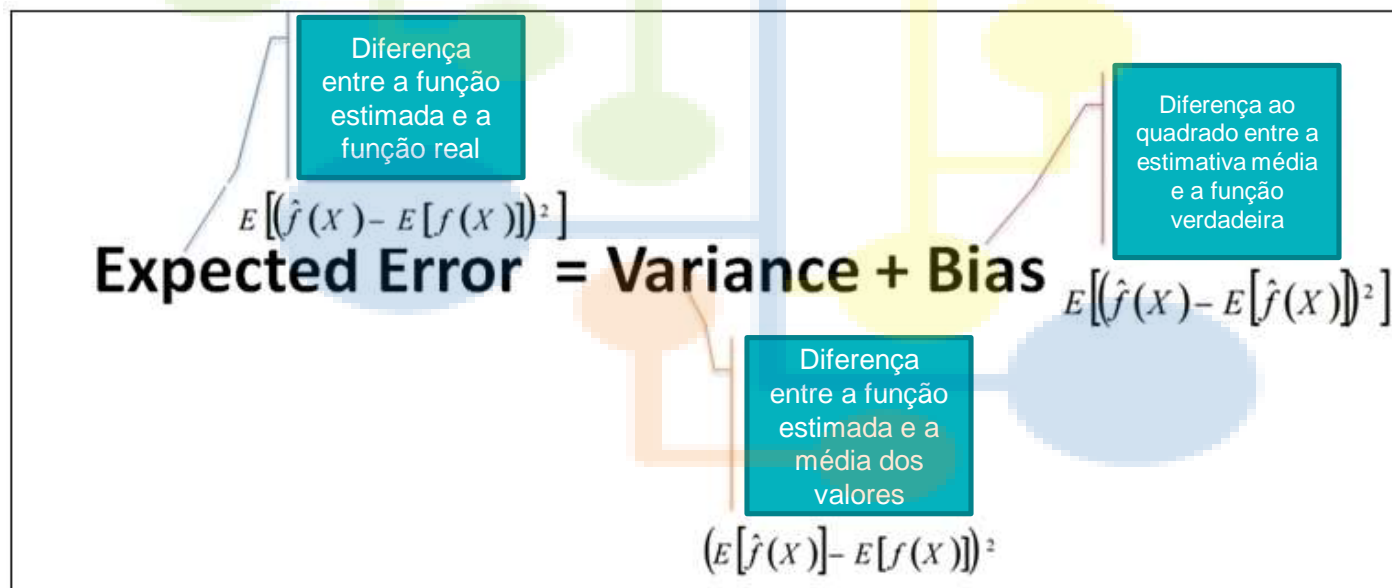 Diferença
entre a função
estimada e a
função real
E[(f̂(X) – E[f(X)])²]
Diferença ao
quadrado entre a
estimativa média
e a função
verdadeira
Expected Error = Variance + Bias
E[(f̂(X) – E[f̂(X)])²]
Diferença
entre a função
estimada e a
média dos
valores
(E[f̂(X)] – E[f(X)])²